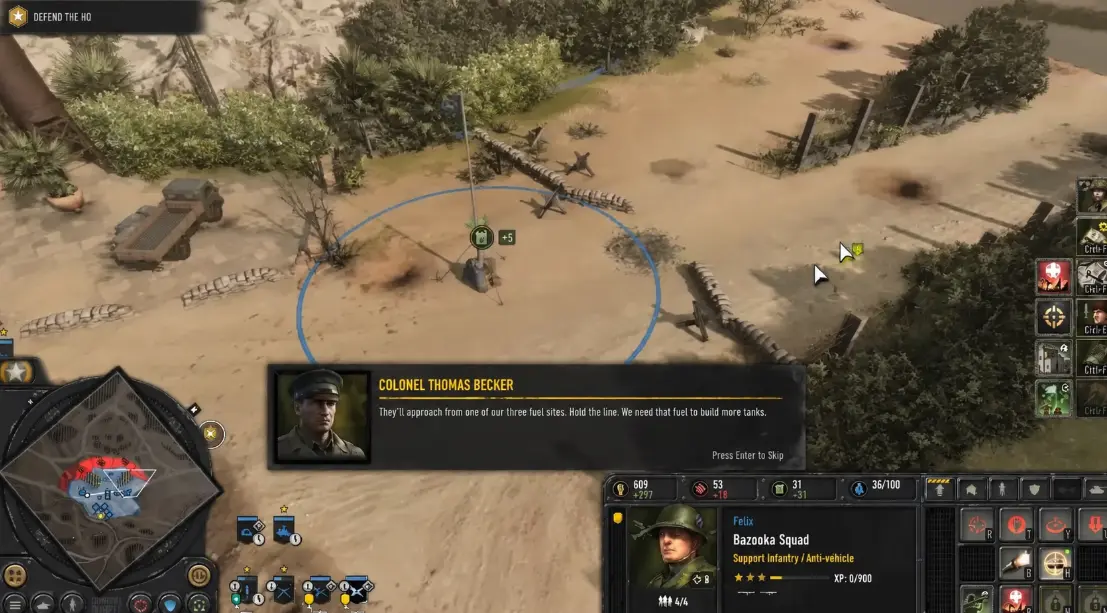 DEFEND THE HQ
+5
COLONEL THOMAS BECKER
They'll approach from one of our three fuel sites. Hold the line. We need that fuel to build more tanks.
Press Enter to Skip
609
+297
53
+18
31
+31
36/100
Felix
Bazooka Squad
Support Infantry / Anti-vehicle
XP: 0/900
8
4/4
R
T
Y
B
H